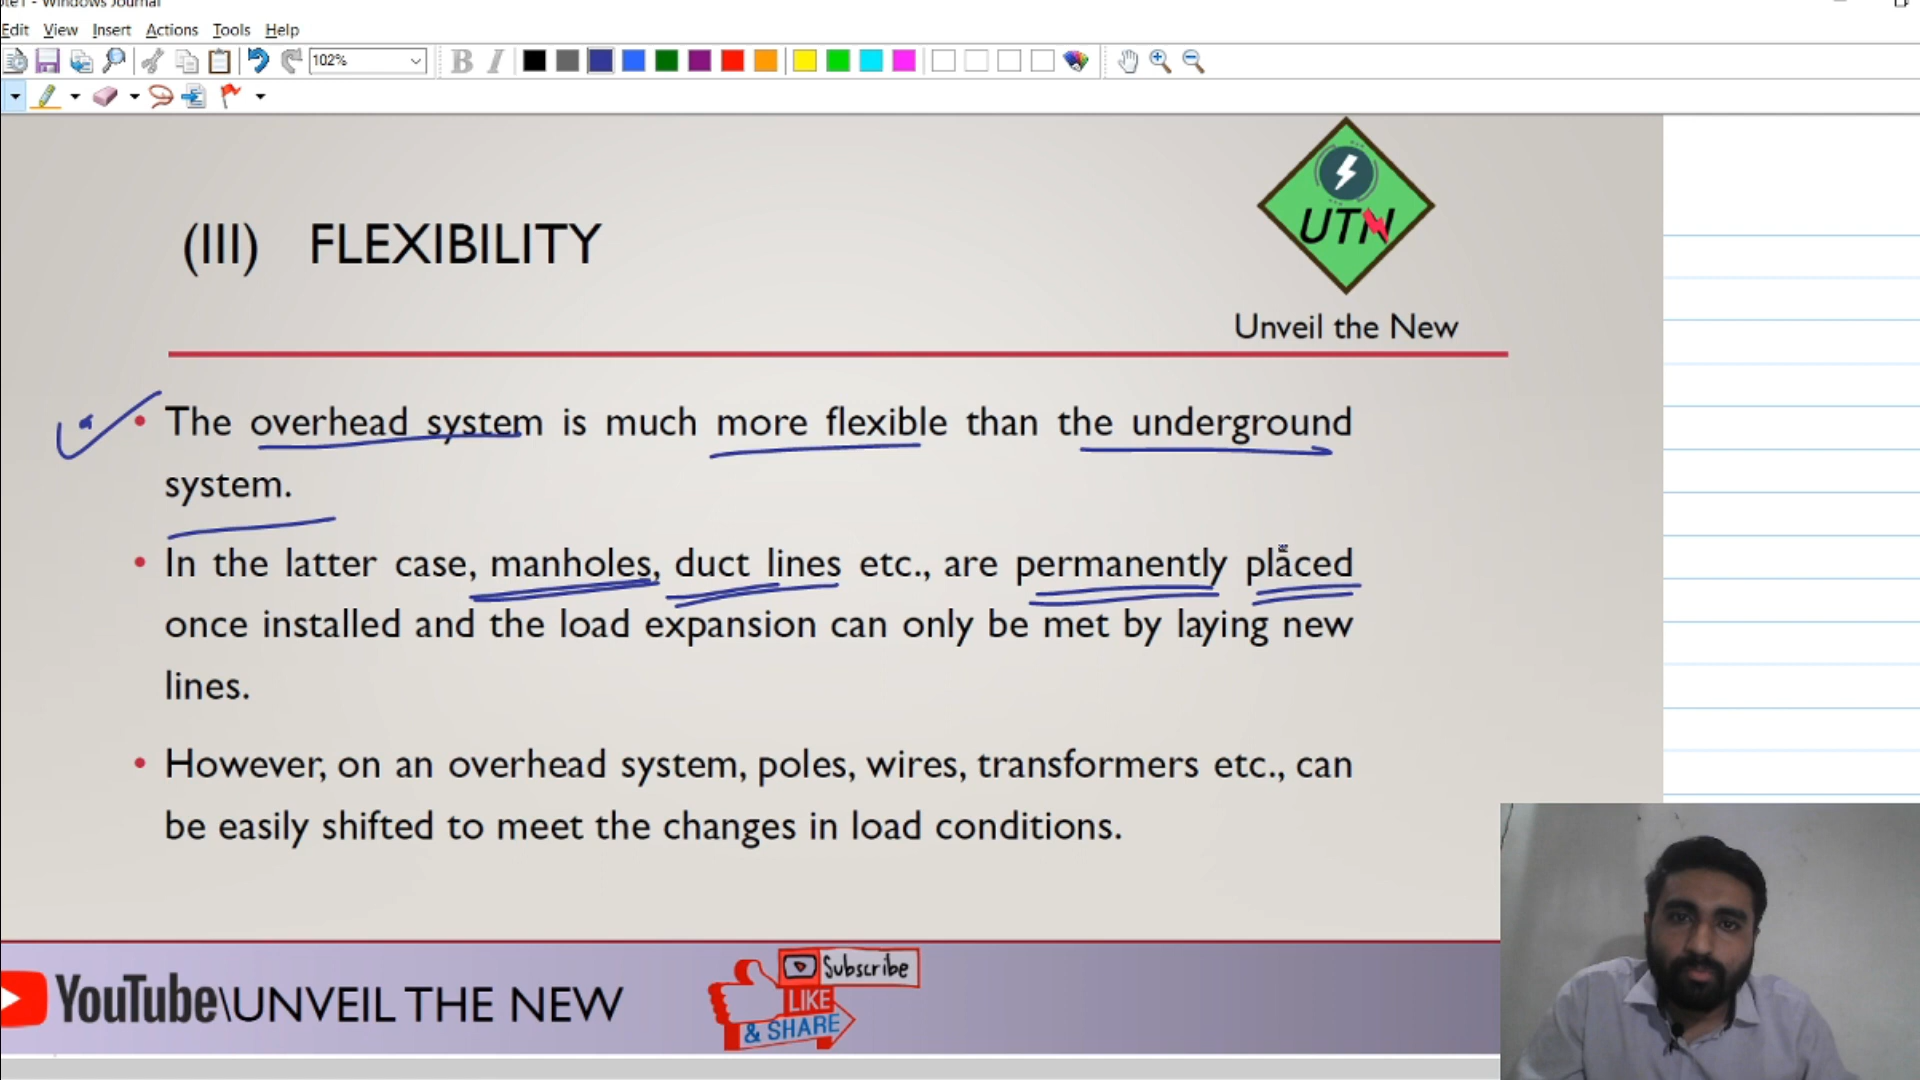 Edit View Insert Actions Tools Help
102%
B I
(III) FLEXIBILITY
UTN
Unveil the New
• The overhead system is much more flexible than the underground
system.
• In the latter case, manholes, duct lines etc., are permanently placed
once installed and the load expansion can only be met by laying new
lines.
• However, on an overhead system, poles, wires, transformers etc., can
be easily shifted to meet the changes in load conditions.
YouTube\UNVEIL THE NEW
Subscribe
LIKE
& SHARE